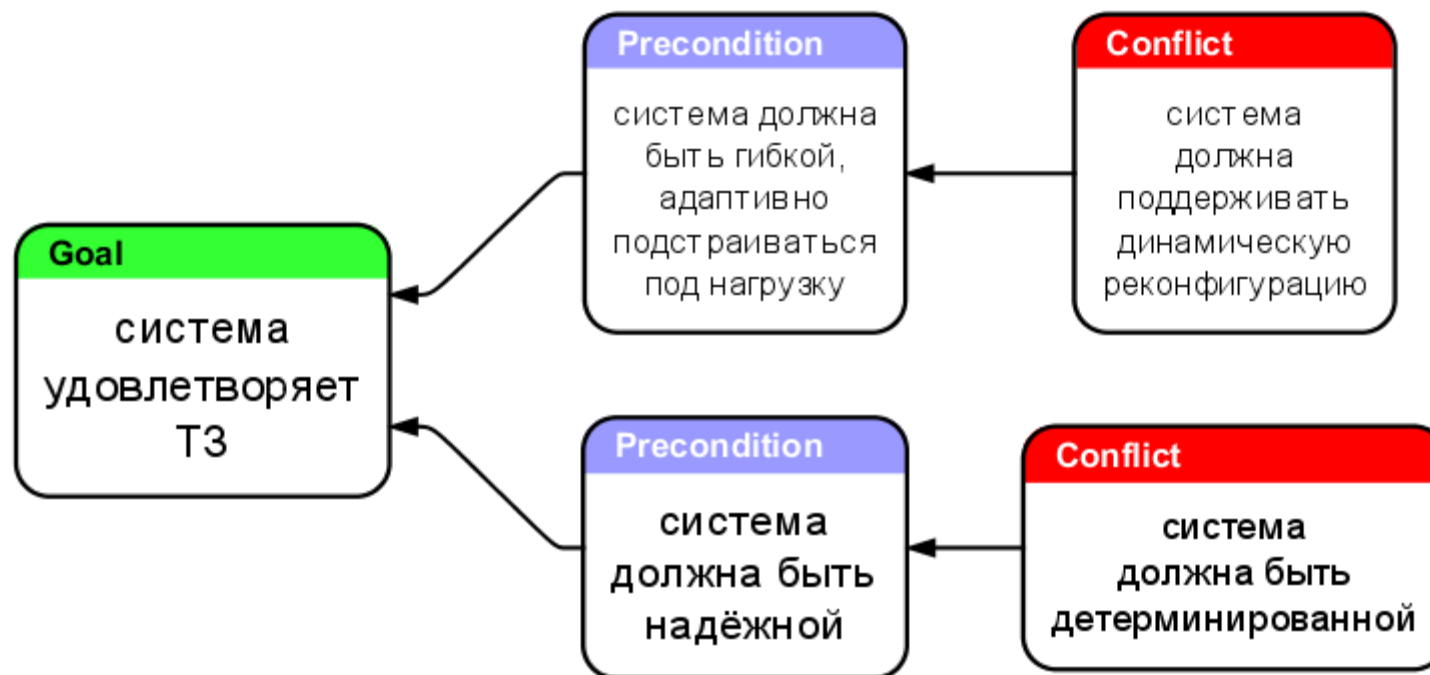 Goal
система
удовлетворяет
ТЗ
Precondition
система должна
быть гибкой,
адаптивно
подстраиваться
под нагрузку
Conflict
система
должна
поддерживать
динамическую
реконфигурацию
Precondition
система
должна быть
надёжной
Conflict
система
должна быть
детерминированной